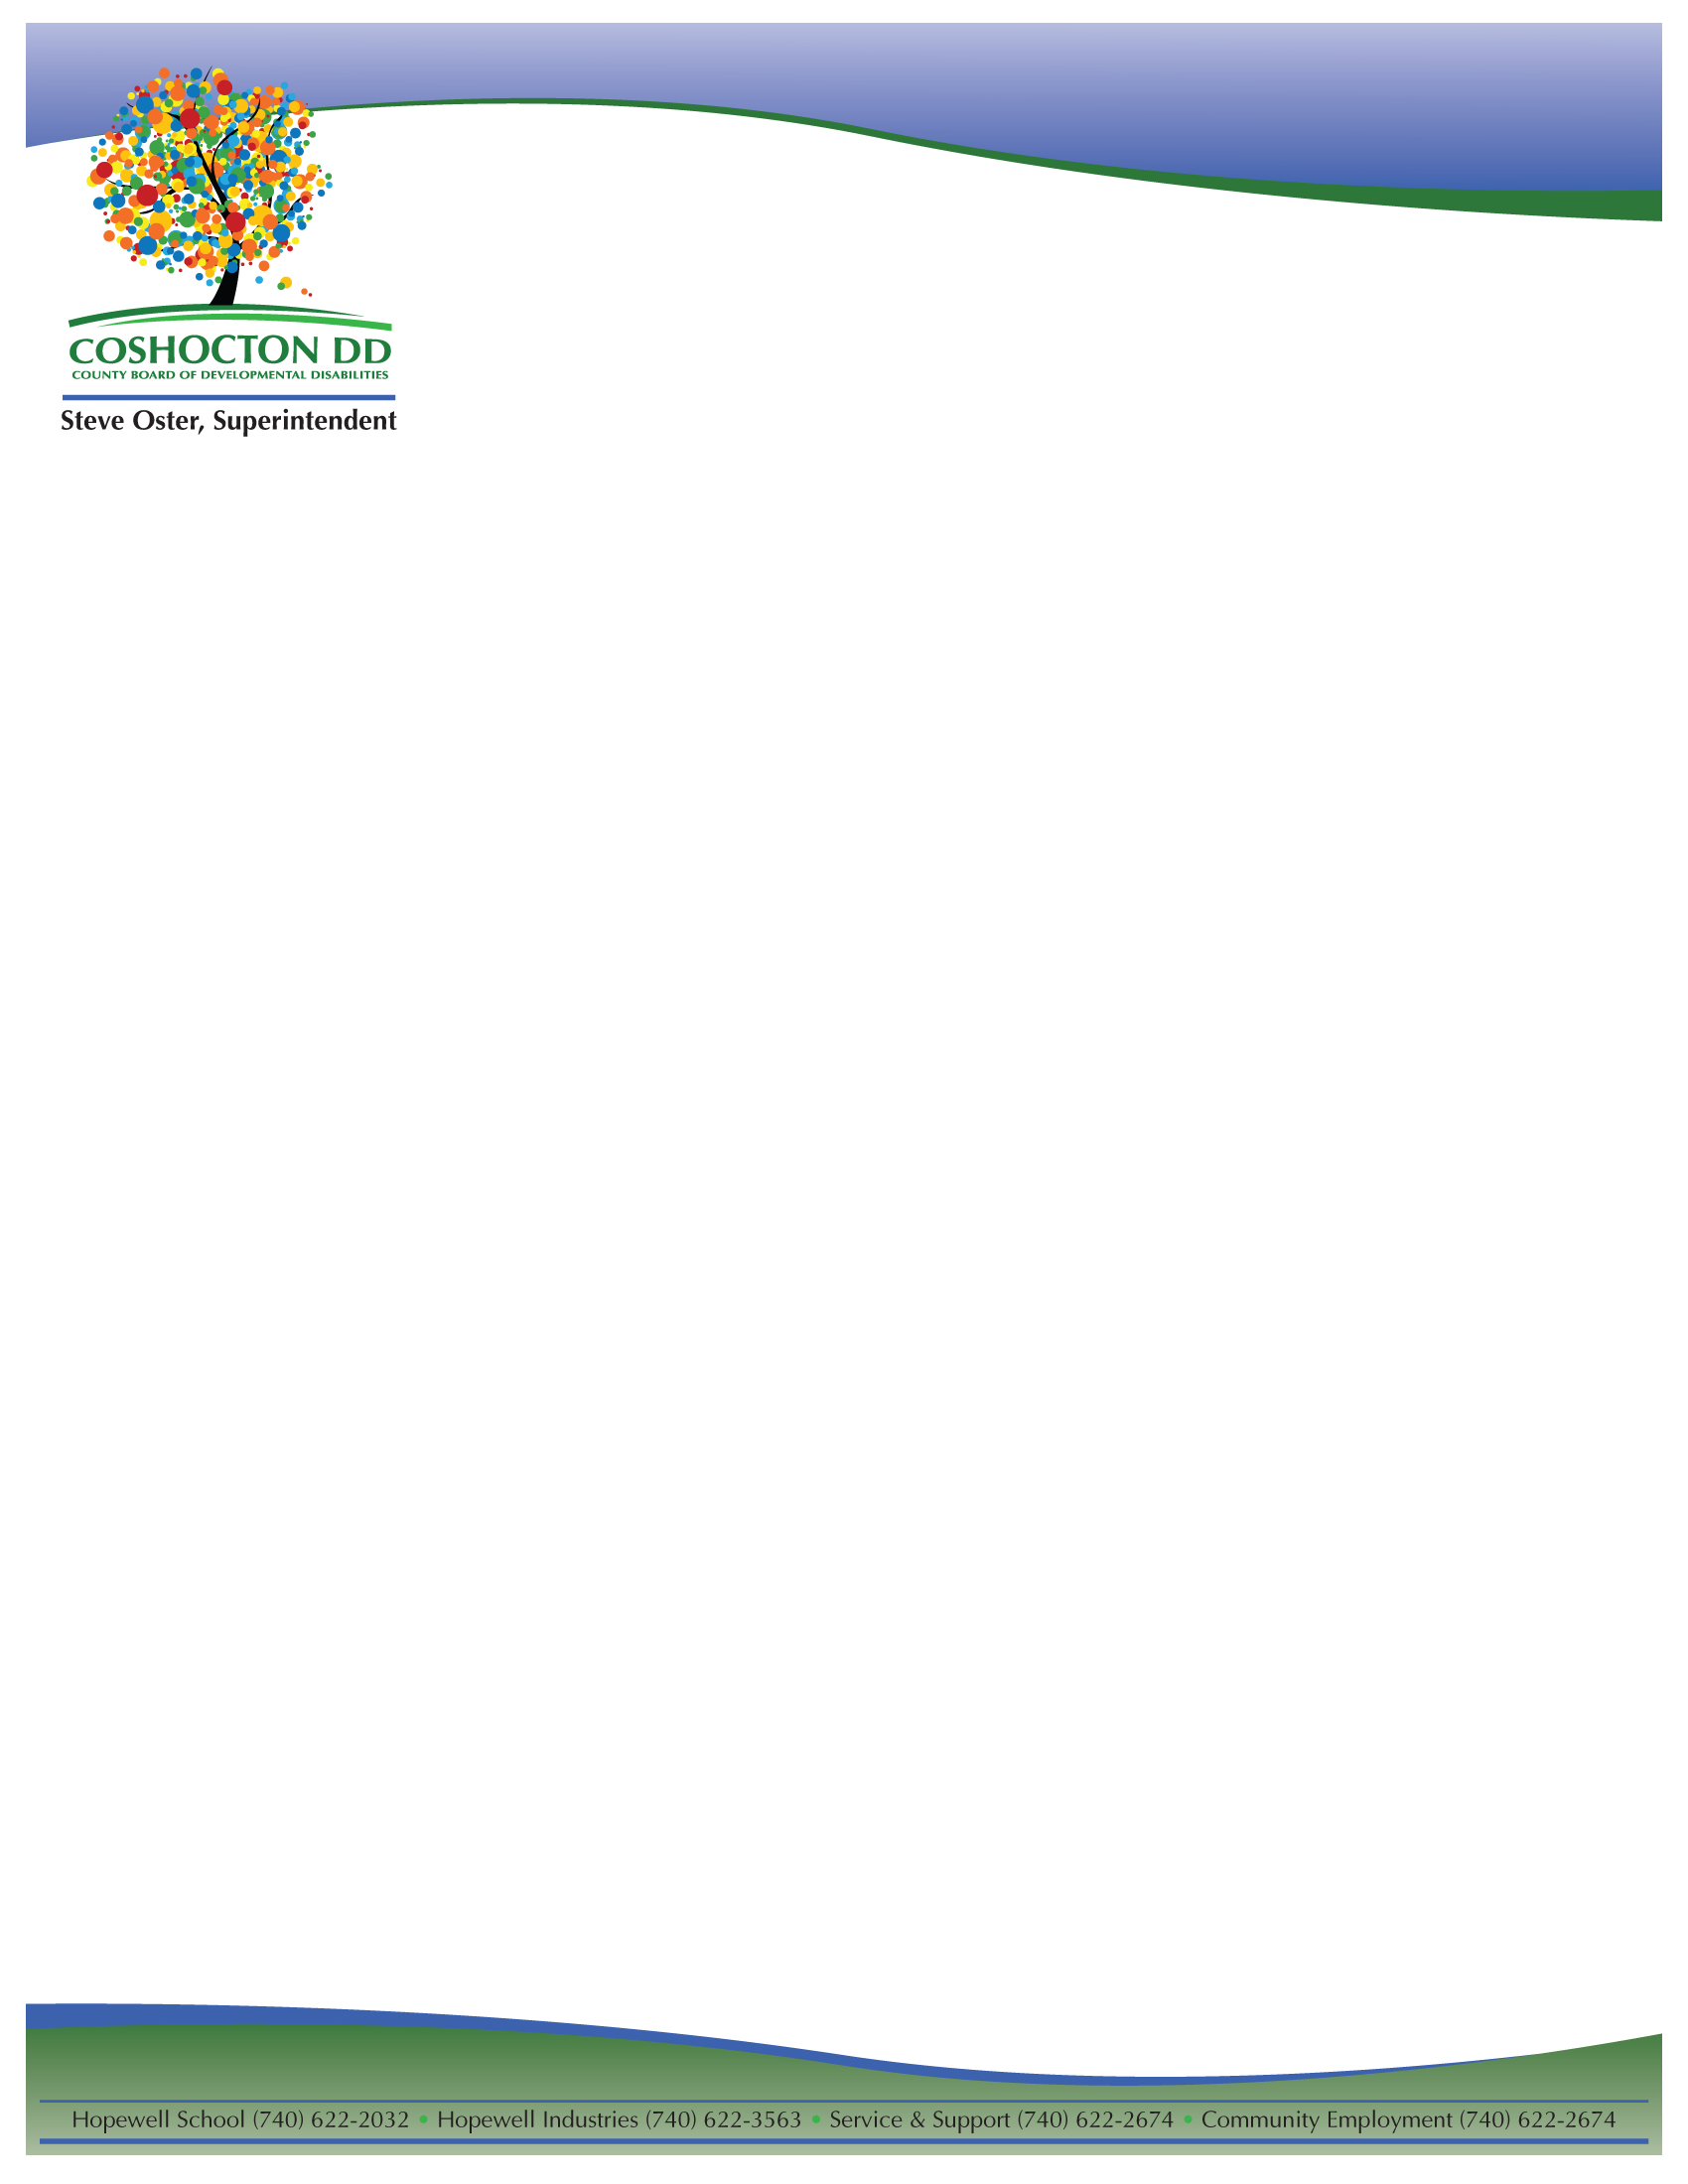 COSHOCTON DD
COUNTY BOARD OF DEVELOPMENTAL DISABILITIES
Steve Oster, Superintendent
Hopewell School (740) 622-2032 • Hopewell Industries (740) 622-3563 • Service & Support (740) 622-2674 • Community Employment (740) 622-2674